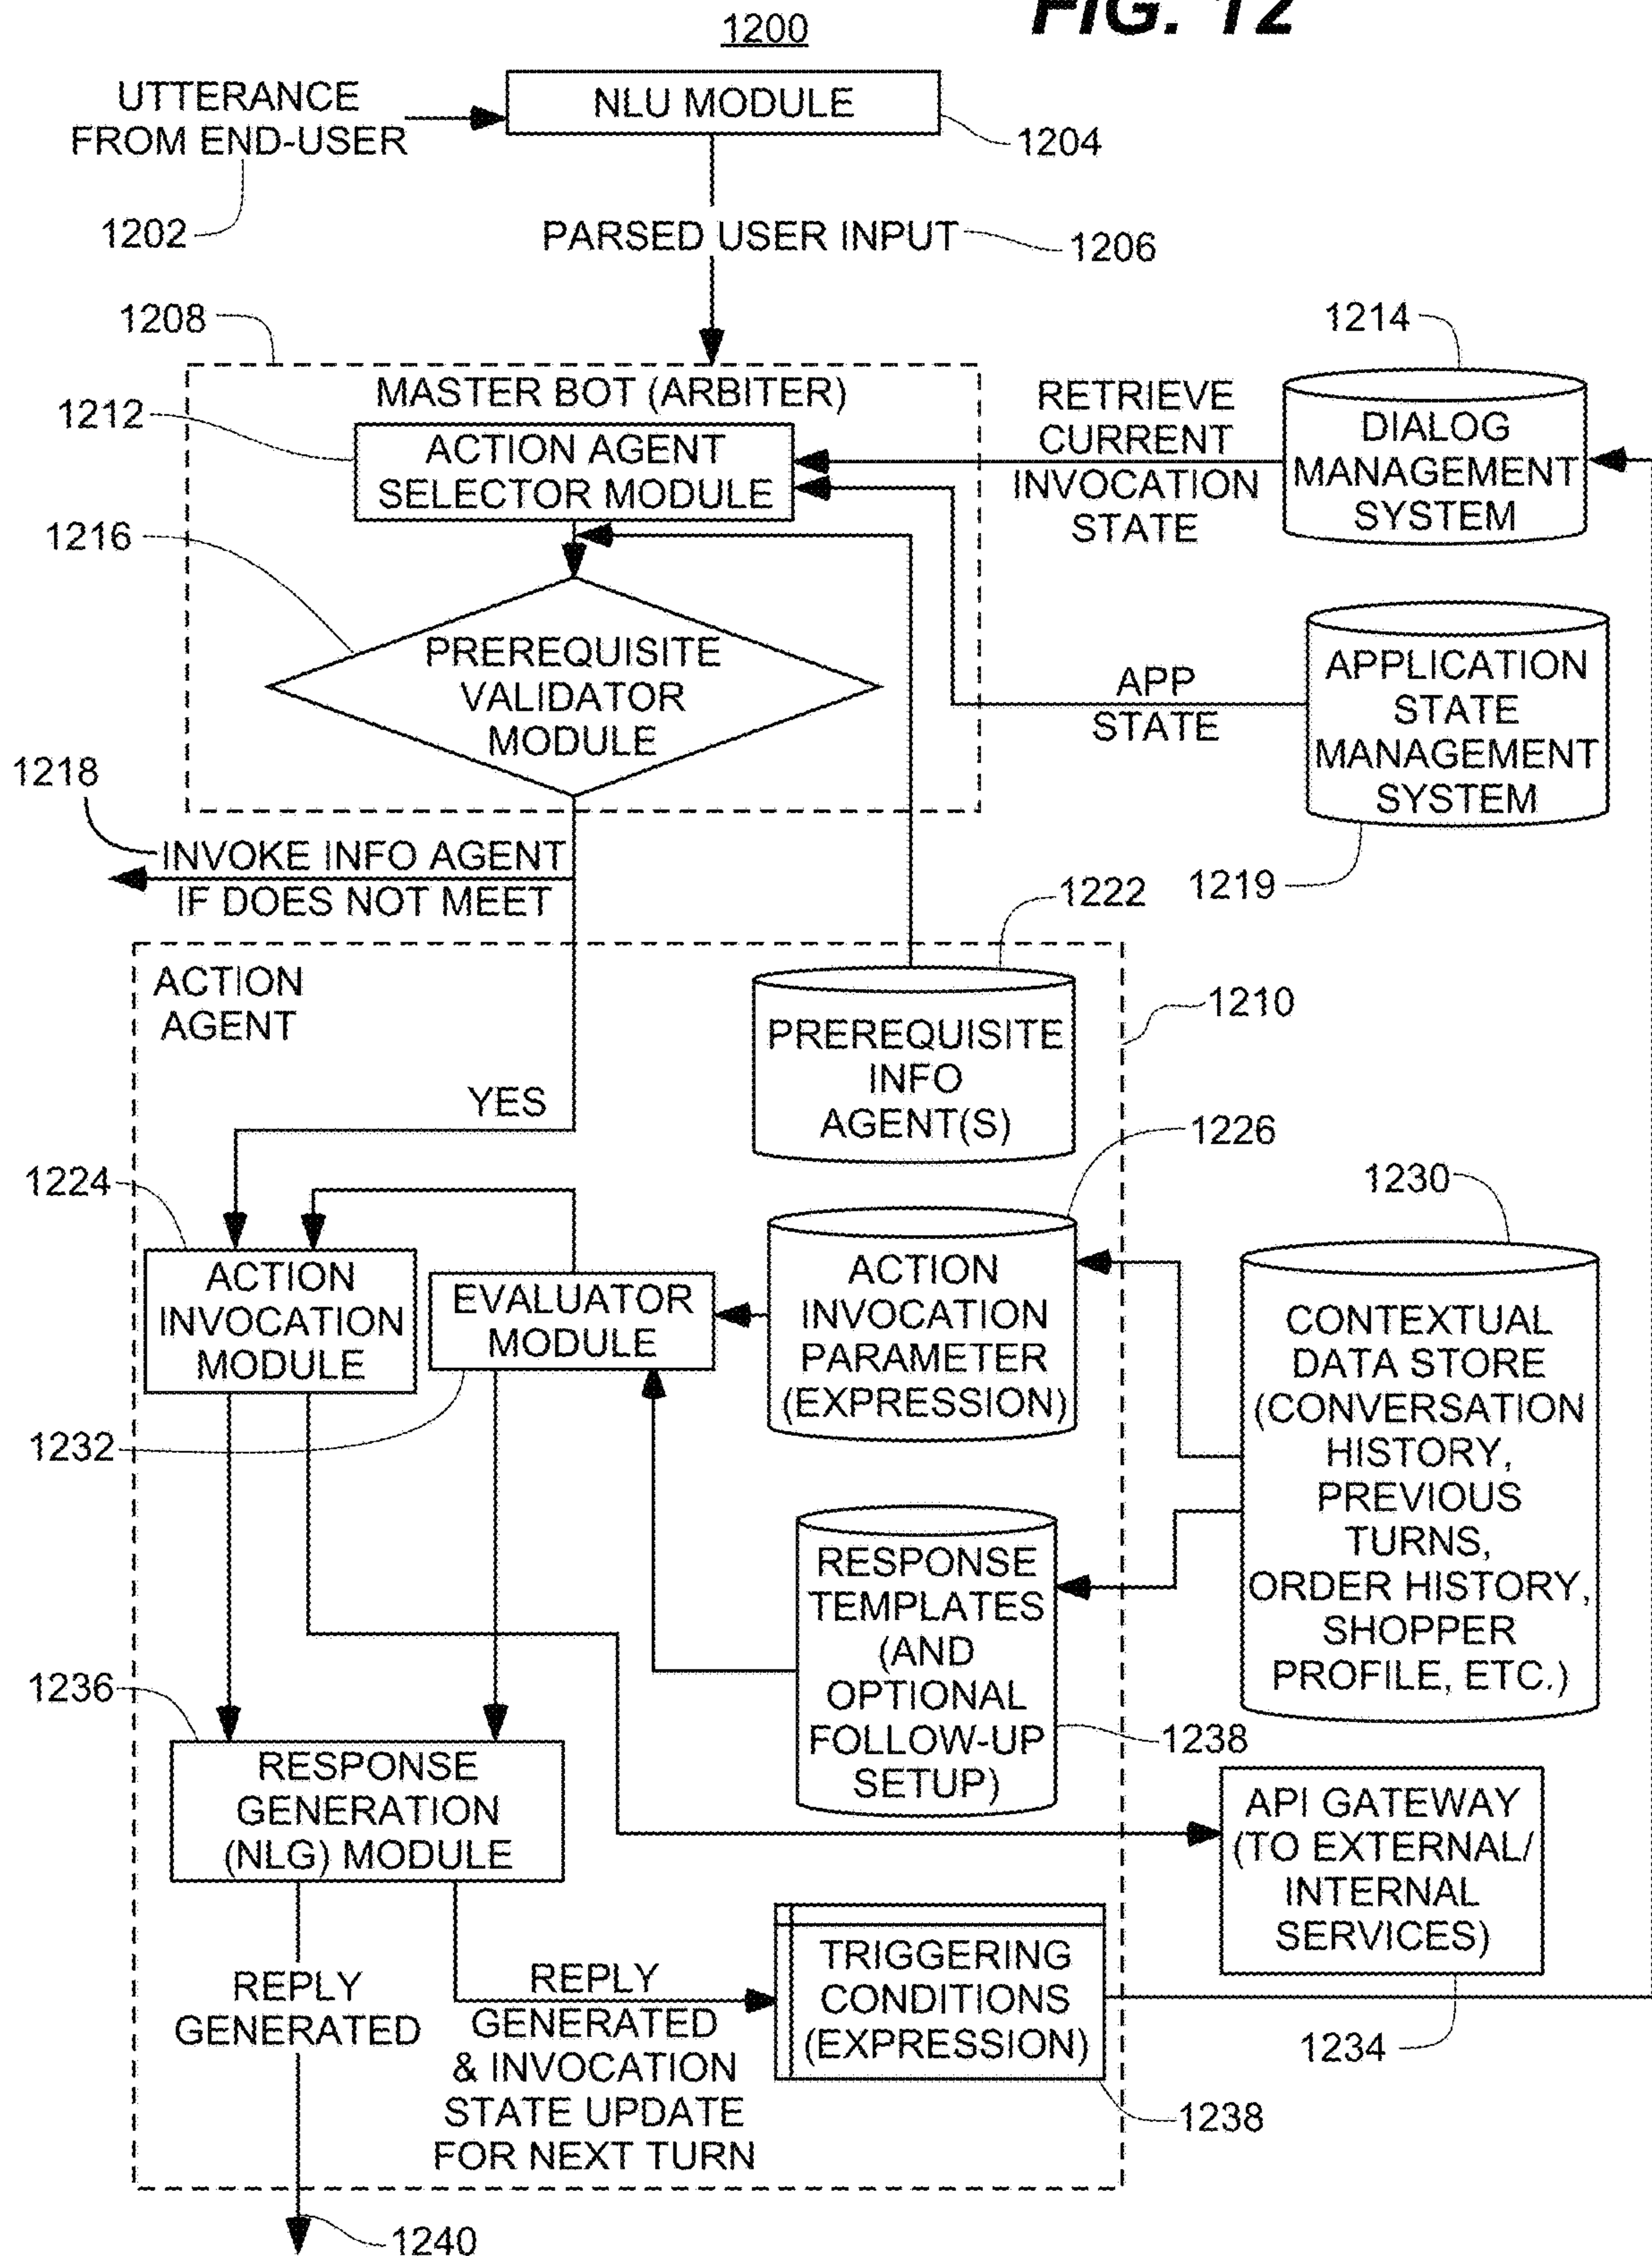 FIG. 12
1200
UTTERANCE
FROM END-USER
1202
NLU MODULE
1204
PARSED USER INPUT
1206
1208
MASTER BOT (ARBITER)
1212
ACTION AGENT
SELECTOR MODULE
RETRIEVE
CURRENT
INVOCATION
STATE
1214
DIALOG
MANAGEMENT
SYSTEM
1216
PREREQUISITE
VALIDATOR
MODULE
APP
STATE
APPLICATION
STATE
MANAGEMENT
SYSTEM
1219
1218
INVOKE INFO AGENT
IF DOES NOT MEET
1222
ACTION
AGENT
1210
PREREQUISITE
INFO
AGENT(S)
YES
1224
ACTION
INVOCATION
MODULE
EVALUATOR
MODULE
1232
1226
ACTION
INVOCATION
PARAMETER
(EXPRESSION)
1230
CONTEXTUAL
DATA STORE
(CONVERSATION
HISTORY,
PREVIOUS
TURNS,
ORDER HISTORY,
SHOPPER
PROFILE, ETC.)
RESPONSE
TEMPLATES
(AND
OPTIONAL
FOLLOW-UP
SETUP)
1238
1236
RESPONSE
GENERATION
(NLG) MODULE
API GATEWAY
(TO EXTERNAL/
INTERNAL
SERVICES)
1234
REPLY
GENERATED
REPLY
GENERATED
& INVOCATION
STATE UPDATE
FOR NEXT TURN
TRIGGERING
CONDITIONS
(EXPRESSION)
1238
1240